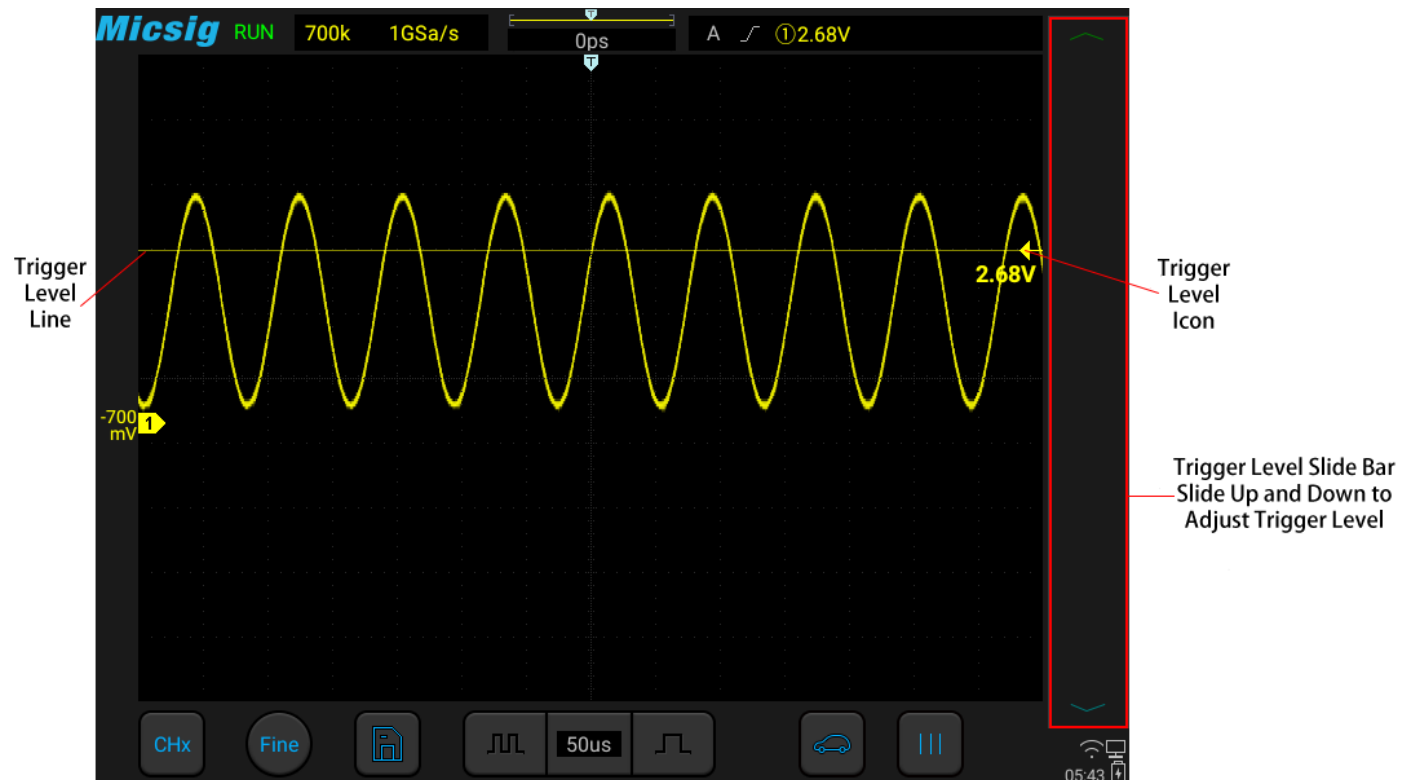 Micsig RUN 700k 1GSa/s 0ps A ①2.68V
T
T
2.68V
Trigger
Level
Line
Trigger
Level
Icon
-700
mV
1
Trigger Level Slide Bar
Slide Up and Down to
Adjust Trigger Level
CHx Fine 50us
05:43